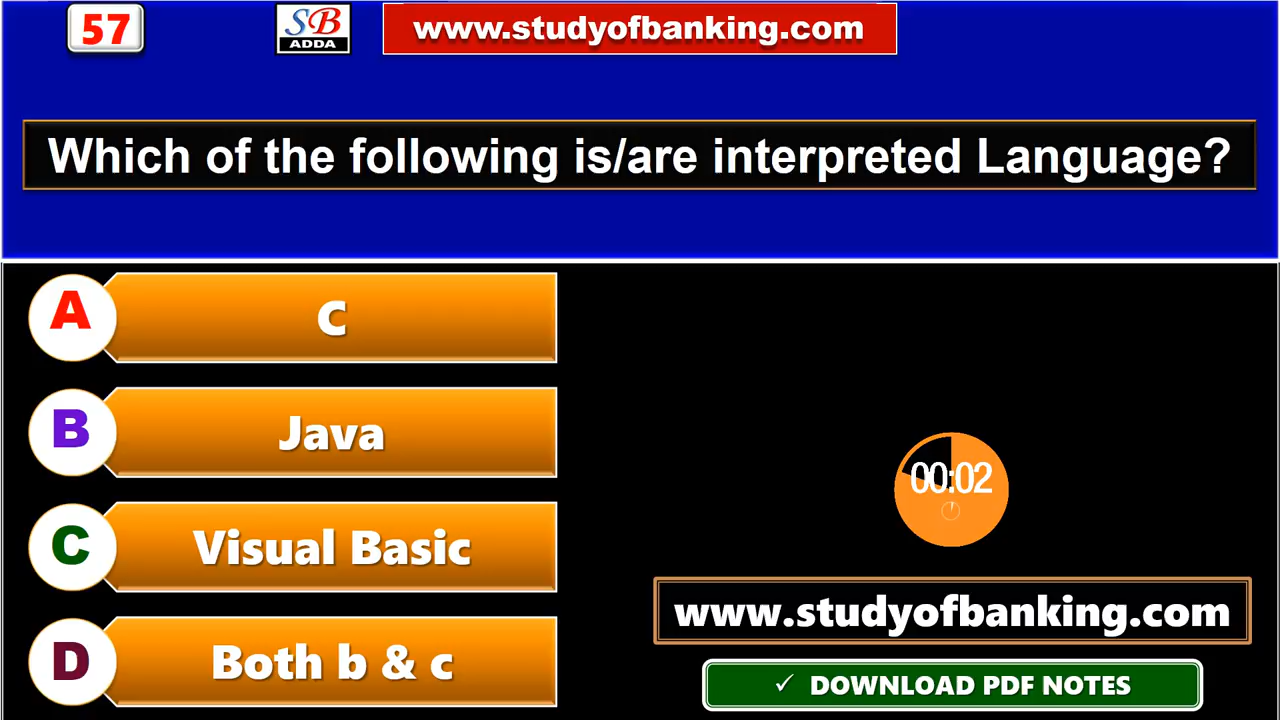 57
SB
ADDA
www.studyofbanking.com
Which of the following is/are interpreted Language?
A
C
B
Java
C
Visual Basic
D
Both b & c
00:02
www.studyofbanking.com
✓ DOWNLOAD PDF NOTES